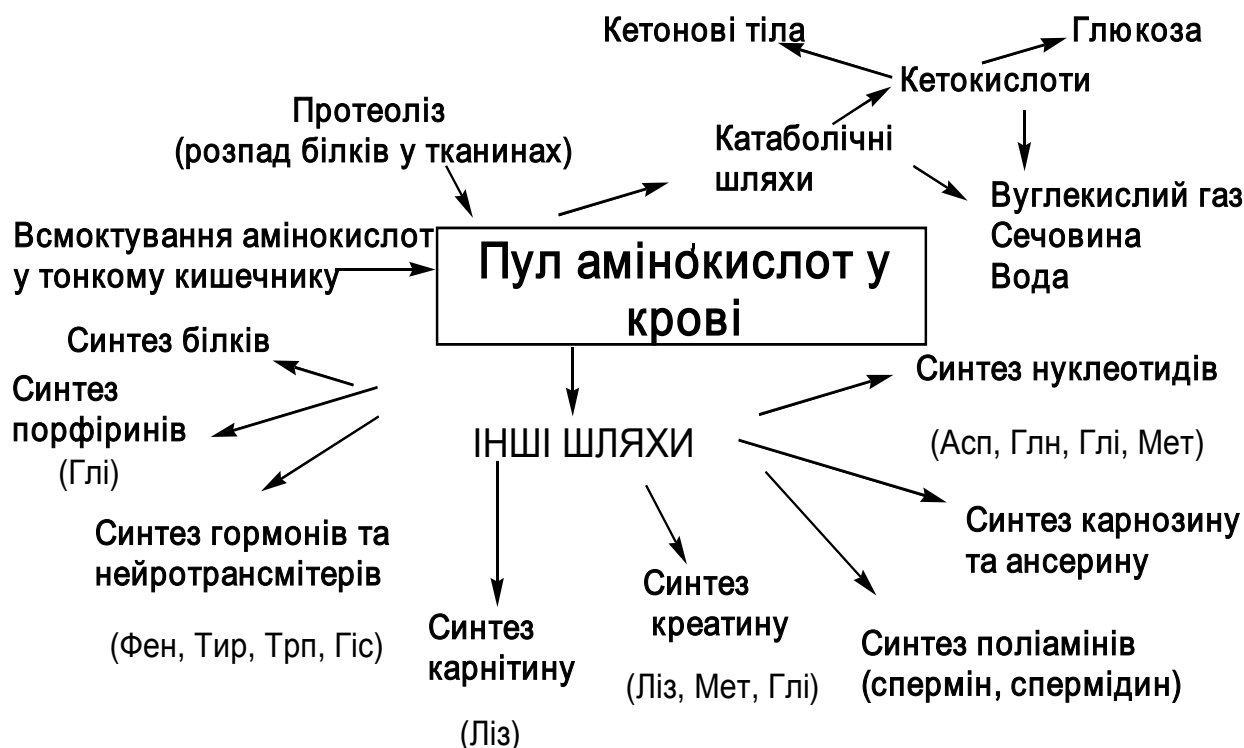 Кетонові тіла
Глюкоза
Кетокислоти
Протеоліз
(розпад білків у тканинах)
Катаболічні
шляхи
Вуглекислий газ
Сечовина
Вода
Всмоктування амінокислот
у тонкому кишечнику
Пул амінокислот у
крові
Синтез білків
Синтез
порфіринів
(Глі)
ІНШІ ШЛЯХИ
Синтез нуклеотидів
(Асп, Глн, Глі, Мет)
Синтез гормонів та
нейротрансмітерів
(Фен, Тир, Трп, Гіс)
Синтез
карнітину
(Ліз)
Синтез
креатину
(Ліз, Мет, Глі)
Синтез карнозину
та ансерину
Синтез поліамінів
(спермін, спермідин)